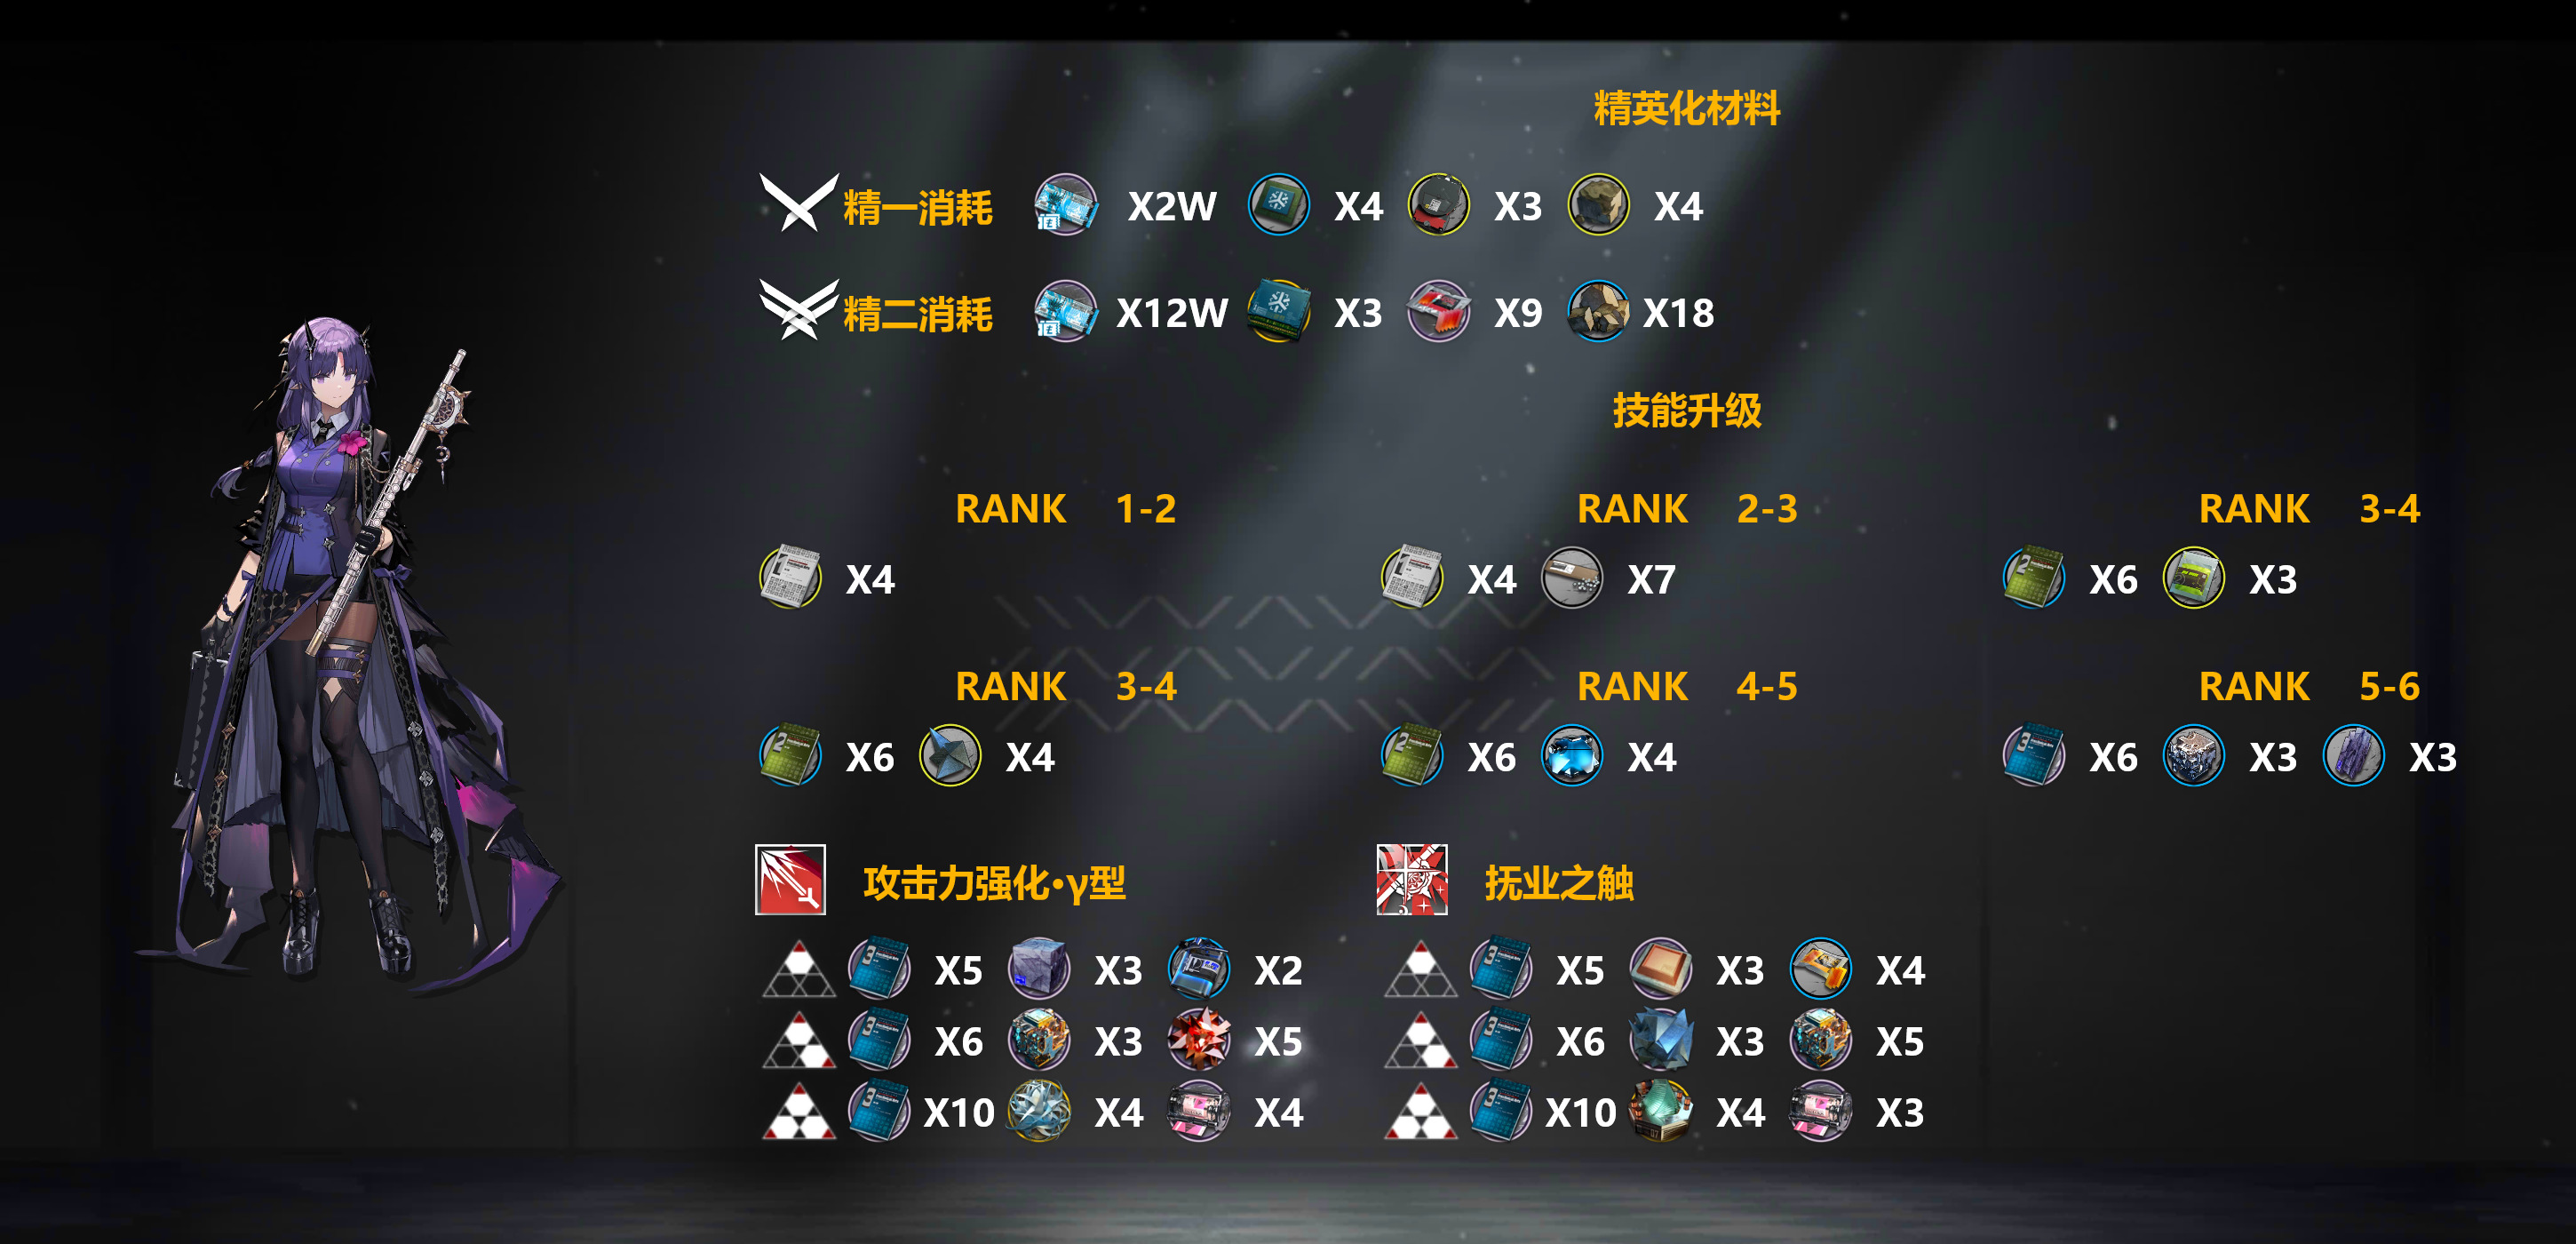 精英化材料
精一消耗 X2W X4 X3 X4
精二消耗 X12W X3 X9 X18
技能升级
RANK 1-2 RANK 2-3 RANK 3-4
X4 X4 X7 X6 X3
RANK 3-4 RANK 4-5 RANK 5-6
X6 X4 X6 X4 X6 X3 X3
攻击力强化·γ型 抚业之触
X5 X3 X2 X5 X3 X4
X6 X3 X5 X6 X3 X5
X10 X4 X4 X10 X4 X3